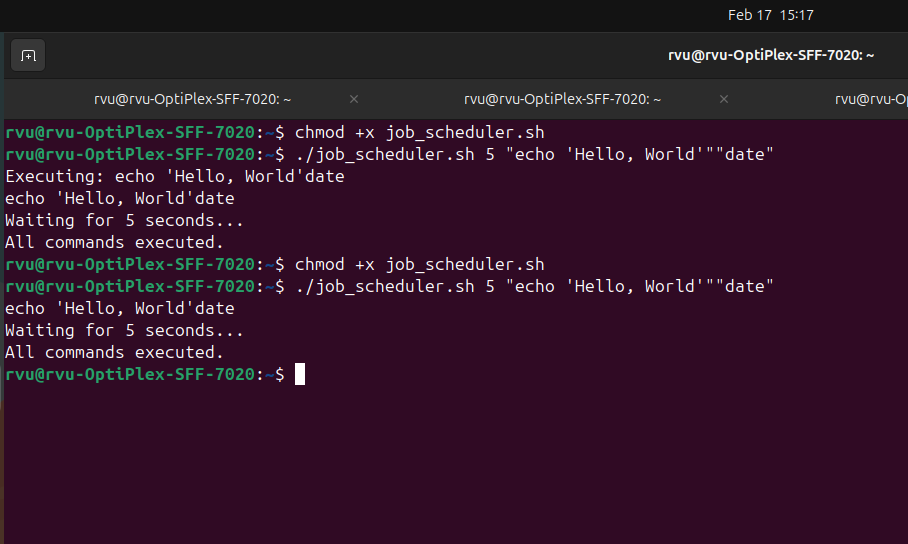 Feb 17 15:17
rvu@rvu-OptiPlex-SFF-7020: ~
rvu@rvu-OptiPlex-SFF-7020: ~ × rvu@rvu-OptiPlex-SFF-7020: ~ × rvu@rvu-Op
rvu@rvu-OptiPlex-SFF-7020:~$ chmod +x job_scheduler.sh
rvu@rvu-OptiPlex-SFF-7020:~$ ./job_scheduler.sh 5 "echo 'Hello, World'""date"
Executing: echo 'Hello, World'date
echo 'Hello, World'date
Waiting for 5 seconds...
All commands executed.
rvu@rvu-OptiPlex-SFF-7020:~$ chmod +x job_scheduler.sh
rvu@rvu-OptiPlex-SFF-7020:~$ ./job_scheduler.sh 5 "echo 'Hello, World'""date"
echo 'Hello, World'date
Waiting for 5 seconds...
All commands executed.
rvu@rvu-OptiPlex-SFF-7020:~$